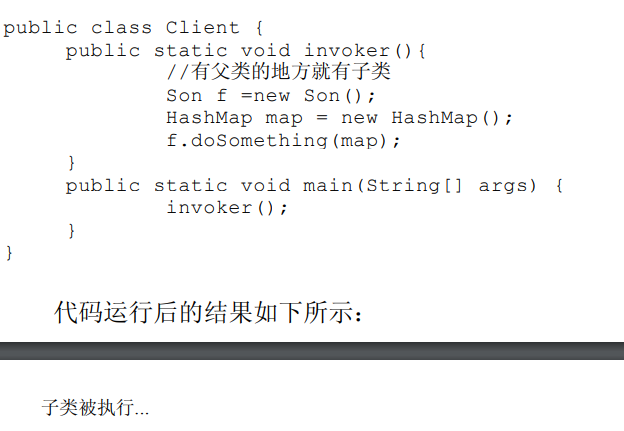 public class Client {
public static void invoker(){
//有父类的地方就有子类
Son f =new Son();
HashMap map = new HashMap();
f.doSomething(map);
}
public static void main(String[] args) {
invoker();
}
}
代码运行后的结果如下所示：
子类被执行...